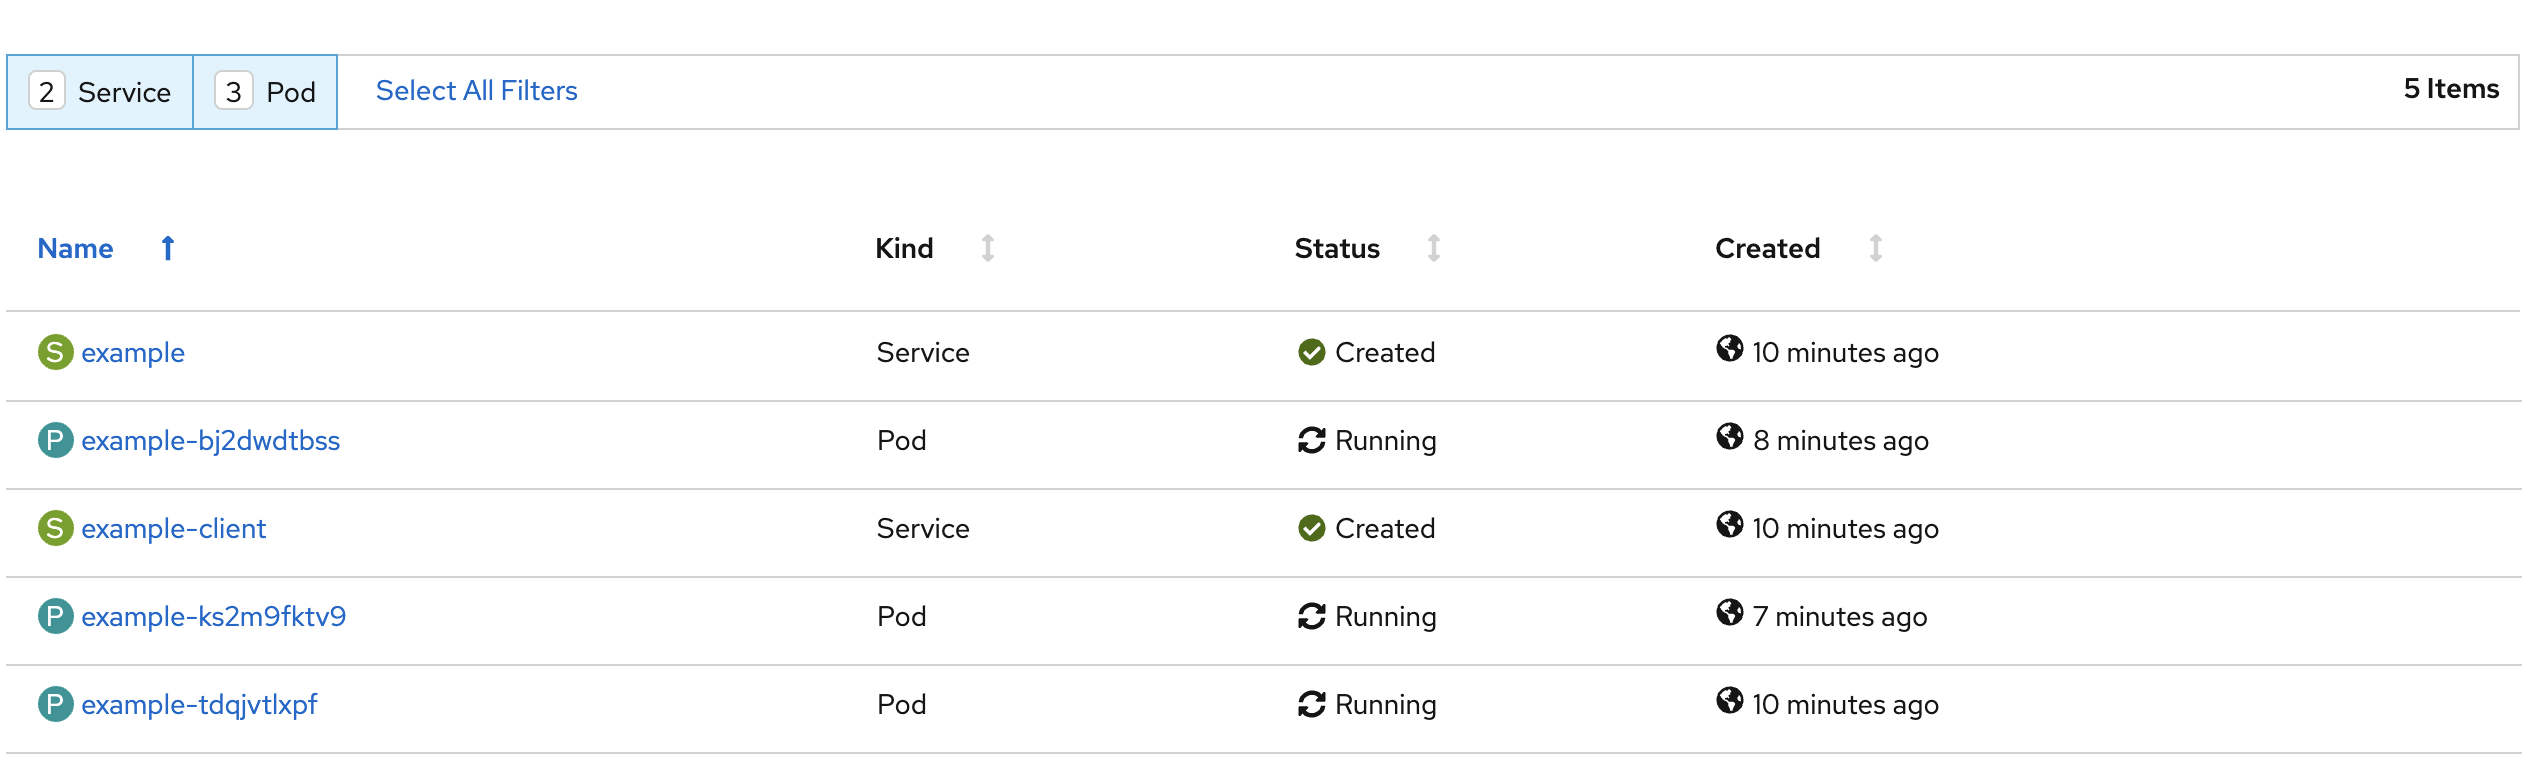 2 Service 3 Pod Select All Filters 5 Items
Name Kind Status Created
S example Service Created 10 minutes ago
P example-bj2dwdtbss Pod Running 8 minutes ago
S example-client Service Created 10 minutes ago
P example-ks2m9fktv9 Pod Running 7 minutes ago
P example-tdqjvtlxpf Pod Running 10 minutes ago